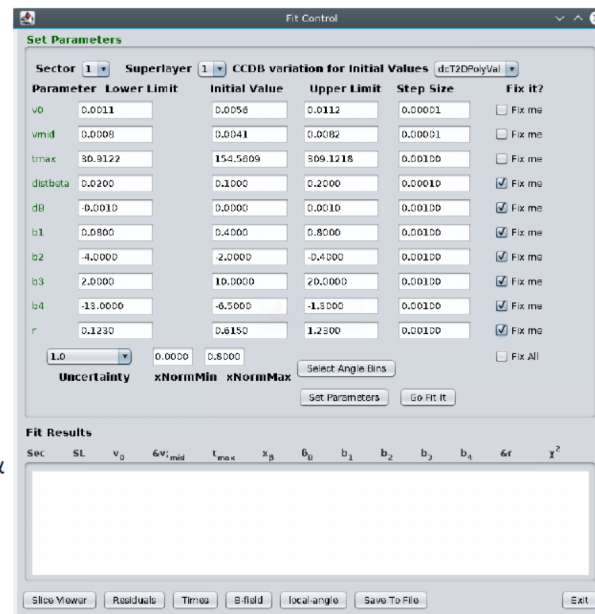 Fit Control
Set Parameters
Sector 1 Superlayer 1 CCDB variation for Initial Values dcT2DPolyVal
Parameter Lower Limit Initial Value Upper Limit Step Size Fix it?
v0 0.0011 0.0056 0.0112 0.00001 Fix me
vmid 0.0008 0.0041 0.0082 0.00001 Fix me
tmax 30.9122 154.5609 309.1218 0.00100 Fix me
distbeta 0.0200 0.1000 0.2000 0.00010 Fix me
dB -0.0010 0.0000 0.0010 0.00100 Fix me
b1 0.0800 0.4000 0.8000 0.00100 Fix me
b2 -4.0000 -2.0000 -0.4000 0.00100 Fix me
b3 2.0000 10.0000 20.0000 0.00100 Fix me
b4 -13.0000 -6.5000 -1.3000 0.00100 Fix me
r 0.1230 0.6150 1.2300 0.00100 Fix me
1.0 0.0000 0.8000 Select Angle Bins Fix All
Uncertainty xNormMin xNormMax
Set Parameters Go Fit It
Fit Results
Sec SL v0 &v;mid tmax xβ δB b1 b2 b3 b4 &r χ2
α
Slice Viewer Residuals Times B-field local-angle Save To File Exit